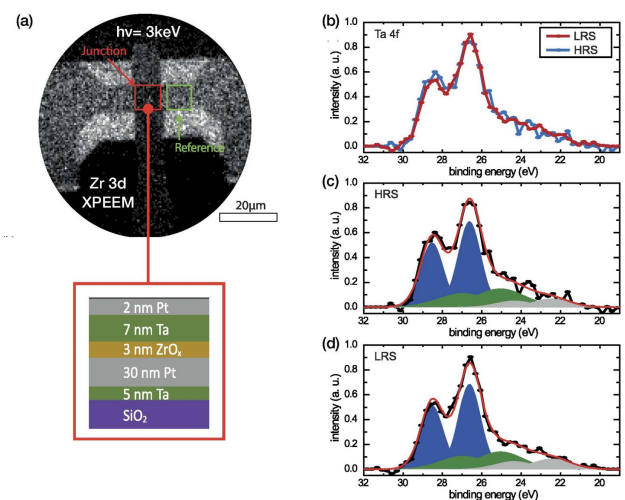 (a)
hν= 3keV
Junction
Reference
Zr 3d
XPEEM
20μm
2 nm Pt
7 nm Ta
3 nm ZrOₓ
30 nm Pt
5 nm Ta
SiO₂
(b)
Ta 4f
LRS
HRS
intensity (a. u.)
1.0
0.8
0.6
0.4
0.2
0.0
32 30 28 26 24 22 20
binding energy (eV)
(c)
HRS
intensity (a. u.)
1.0
0.8
0.6
0.4
0.2
0.0
32 30 28 26 24 22 20
binding energy (eV)
(d)
LRS
intensity (a. u.)
1.0
0.8
0.6
0.4
0.2
0.0
32 30 28 26 24 22 20
binding energy (eV)